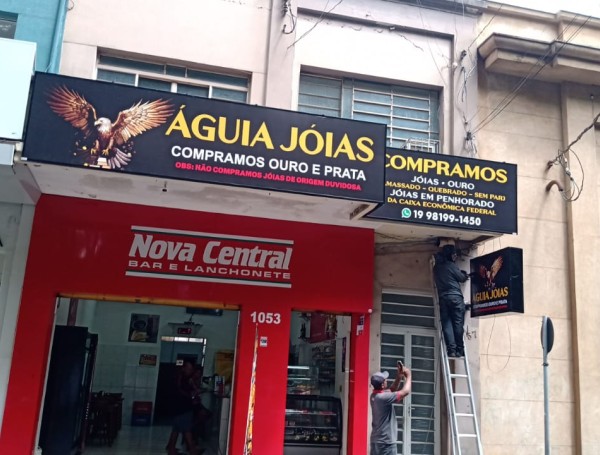 ÁGUIA JÓIAS
COMPRAMOS OURO E PRATA
OBS: NÃO COMPRAMOS JÓIAS DE ORIGEM DUVIDOSA
COMPRAMOS
JÓIAS • OURO
AMASSADO - QUEBRADO - SEM PAR
JÓIAS EM PENHORADO
DA CAIXA ECONÔMICA FEDERAL
19 98199-1450
Nova Central
BAR E LANCHONETE
1053
ÁGUIA JÓIAS